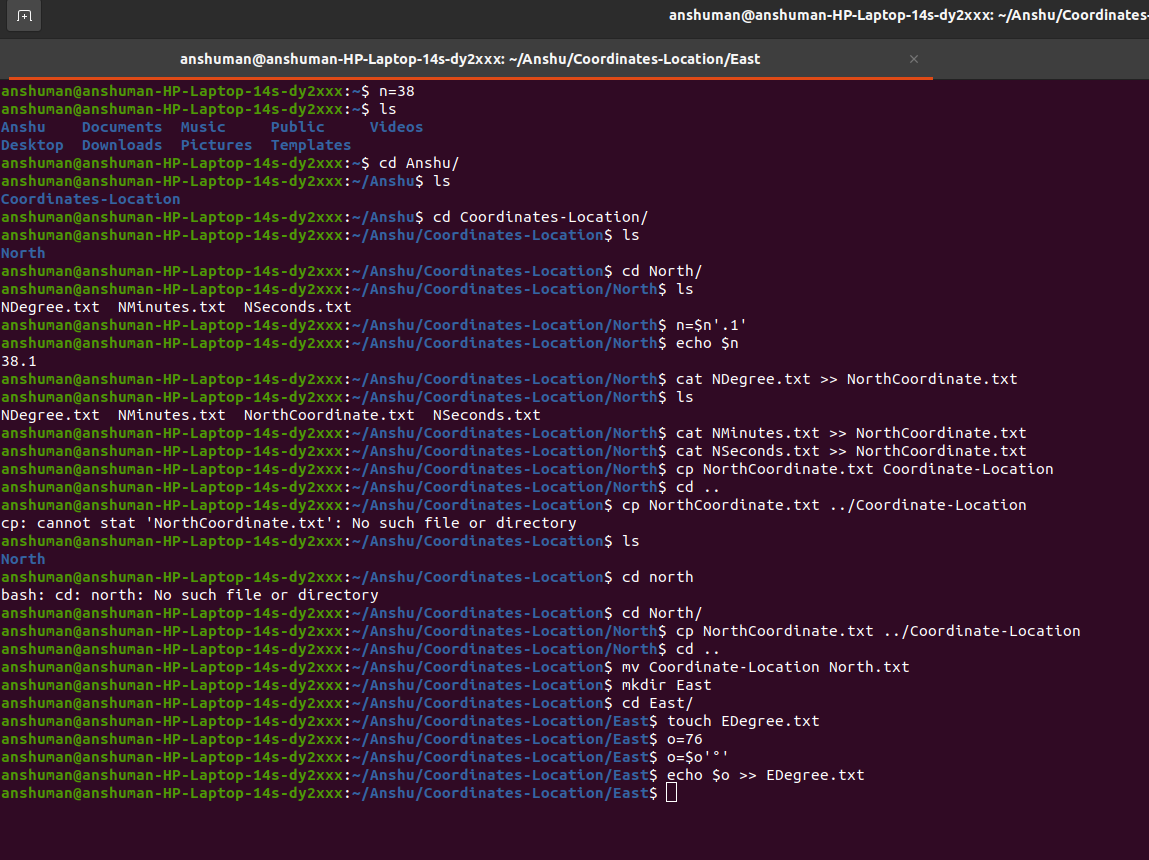 anshuman@anshuman-HP-Laptop-14s-dy2xxx: ~/Anshu/Coordinates-
anshuman@anshuman-HP-Laptop-14s-dy2xxx: ~/Anshu/Coordinates-Location/East ×
anshuman@anshuman-HP-Laptop-14s-dy2xxx:~$ n=38
anshuman@anshuman-HP-Laptop-14s-dy2xxx:~$ ls
Anshu    Documents  Music     Public     Videos
Desktop  Downloads  Pictures  Templates
anshuman@anshuman-HP-Laptop-14s-dy2xxx:~$ cd Anshu/
anshuman@anshuman-HP-Laptop-14s-dy2xxx:~/Anshu$ ls
Coordinates-Location
anshuman@anshuman-HP-Laptop-14s-dy2xxx:~/Anshu$ cd Coordinates-Location/
anshuman@anshuman-HP-Laptop-14s-dy2xxx:~/Anshu/Coordinates-Location$ ls
North
anshuman@anshuman-HP-Laptop-14s-dy2xxx:~/Anshu/Coordinates-Location$ cd North/
anshuman@anshuman-HP-Laptop-14s-dy2xxx:~/Anshu/Coordinates-Location/North$ ls
NDegree.txt  NMinutes.txt  NSeconds.txt
anshuman@anshuman-HP-Laptop-14s-dy2xxx:~/Anshu/Coordinates-Location/North$ n=$n'.1'
anshuman@anshuman-HP-Laptop-14s-dy2xxx:~/Anshu/Coordinates-Location/North$ echo $n
38.1
anshuman@anshuman-HP-Laptop-14s-dy2xxx:~/Anshu/Coordinates-Location/North$ cat NDegree.txt >> NorthCoordinate.txt
anshuman@anshuman-HP-Laptop-14s-dy2xxx:~/Anshu/Coordinates-Location/North$ ls
NDegree.txt  NMinutes.txt  NorthCoordinate.txt  NSeconds.txt
anshuman@anshuman-HP-Laptop-14s-dy2xxx:~/Anshu/Coordinates-Location/North$ cat NMinutes.txt >> NorthCoordinate.txt
anshuman@anshuman-HP-Laptop-14s-dy2xxx:~/Anshu/Coordinates-Location/North$ cat NSeconds.txt >> NorthCoordinate.txt
anshuman@anshuman-HP-Laptop-14s-dy2xxx:~/Anshu/Coordinates-Location/North$ cp NorthCoordinate.txt Coordinate-Location
anshuman@anshuman-HP-Laptop-14s-dy2xxx:~/Anshu/Coordinates-Location/North$ cd ..
anshuman@anshuman-HP-Laptop-14s-dy2xxx:~/Anshu/Coordinates-Location$ cp NorthCoordinate.txt ../Coordinate-Location
cp: cannot stat 'NorthCoordinate.txt': No such file or directory
anshuman@anshuman-HP-Laptop-14s-dy2xxx:~/Anshu/Coordinates-Location$ ls
North
anshuman@anshuman-HP-Laptop-14s-dy2xxx:~/Anshu/Coordinates-Location$ cd north
bash: cd: north: No such file or directory
anshuman@anshuman-HP-Laptop-14s-dy2xxx:~/Anshu/Coordinates-Location$ cd North/
anshuman@anshuman-HP-Laptop-14s-dy2xxx:~/Anshu/Coordinates-Location/North$ cp NorthCoordinate.txt ../Coordinate-Location
anshuman@anshuman-HP-Laptop-14s-dy2xxx:~/Anshu/Coordinates-Location/North$ cd ..
anshuman@anshuman-HP-Laptop-14s-dy2xxx:~/Anshu/Coordinates-Location$ mv Coordinate-Location North.txt
anshuman@anshuman-HP-Laptop-14s-dy2xxx:~/Anshu/Coordinates-Location$ mkdir East
anshuman@anshuman-HP-Laptop-14s-dy2xxx:~/Anshu/Coordinates-Location$ cd East/
anshuman@anshuman-HP-Laptop-14s-dy2xxx:~/Anshu/Coordinates-Location/East$ touch EDegree.txt
anshuman@anshuman-HP-Laptop-14s-dy2xxx:~/Anshu/Coordinates-Location/East$ o=76
anshuman@anshuman-HP-Laptop-14s-dy2xxx:~/Anshu/Coordinates-Location/East$ o=$o'°'
anshuman@anshuman-HP-Laptop-14s-dy2xxx:~/Anshu/Coordinates-Location/East$ echo $o >> EDegree.txt
anshuman@anshuman-HP-Laptop-14s-dy2xxx:~/Anshu/Coordinates-Location/East$